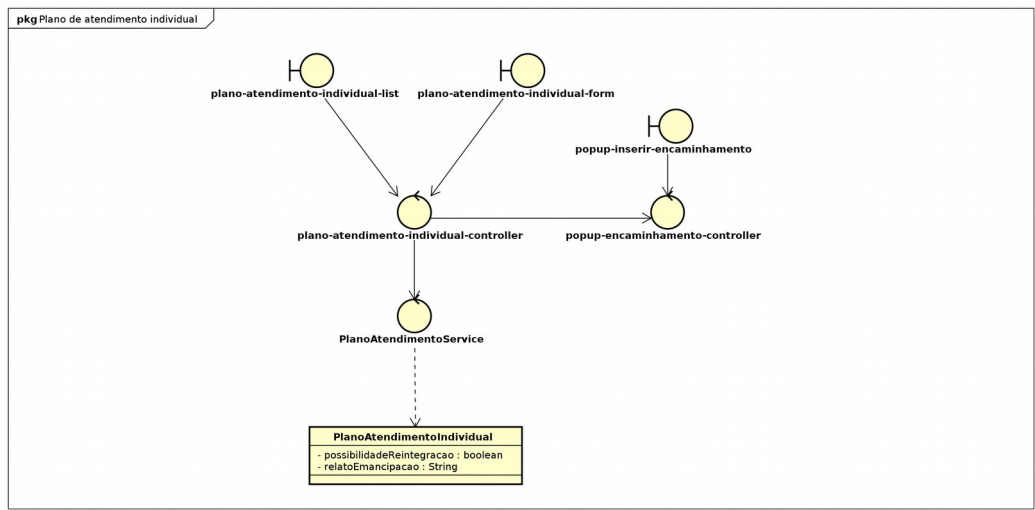 pkg Plano de atendimento individual
plano-atendimento-individual-list
plano-atendimento-individual-form
popup-inserir-encaminhamento
plano-atendimento-individual-controller
popup-encaminhamento-controller
PlanoAtendimentoService
PlanoAtendimentoIndividual
- possibilidadeReintegracao : boolean
- relatoEmancipacao : String